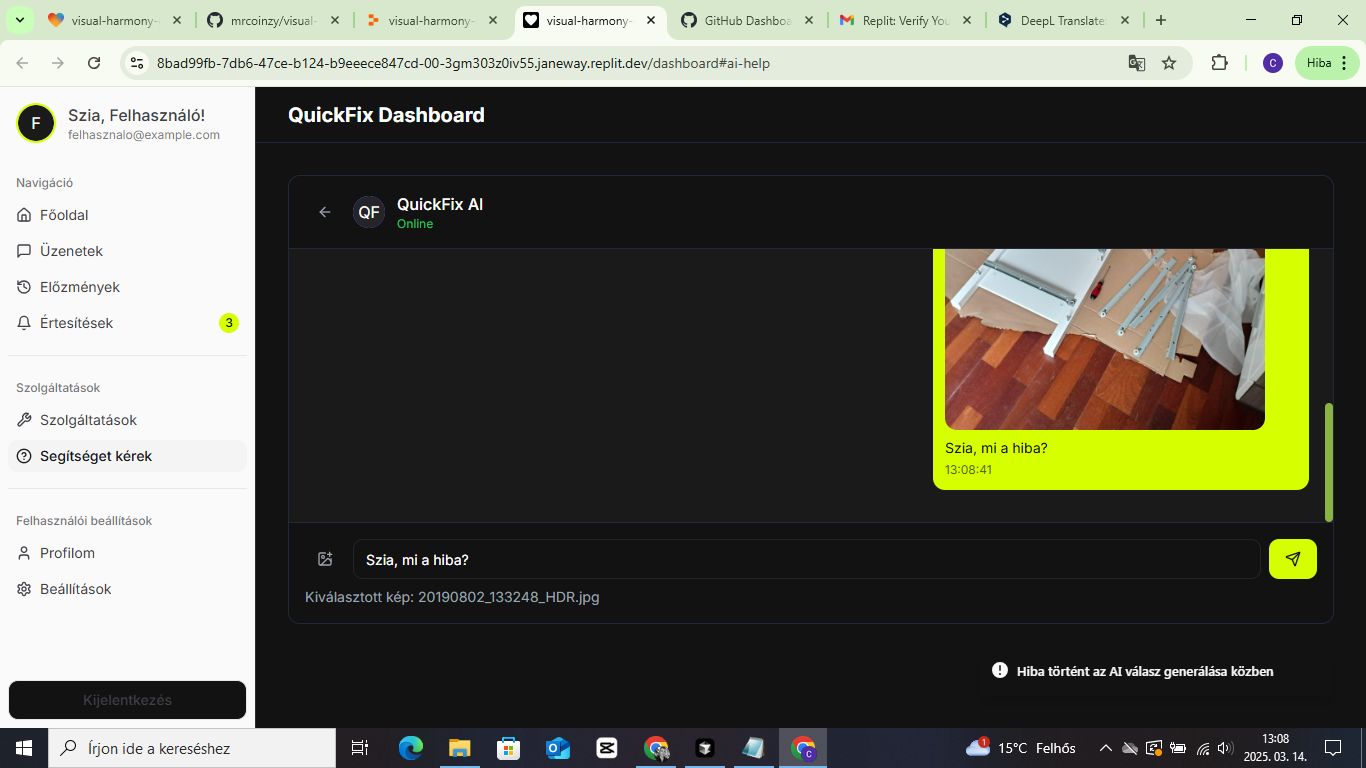 visual-harmony-
mrcoinzy/visual-
visual-harmony-
visual-harmony-
GitHub Dashboa
Replit: Verify You
DeepL Translate:
8bad99fb-7db6-47ce-b124-b9eeece847cd-00-3gm303z0iv55.janeway.replit.dev/dashboard#ai-help
C
Hiba
F
Szia, Felhasználó!
felhasznalo@example.com
Navigáció
Főoldal
Üzenetek
Előzmények
Értesítések
3
Szolgáltatások
Szolgáltatások
Segítséget kérek
Felhasználói beállítások
Profilom
Beállítások
Kijelentkezés
QuickFix Dashboard
QF
QuickFix AI
Online
Szia, mi a hiba?
13:08:41
Szia, mi a hiba?
Kiválasztott kép: 20190802_133248_HDR.jpg
Hiba történt az AI válasz generálása közben
Írjon ide a kereséshez
1
15°C Felhős
13:08
2025. 03. 14.